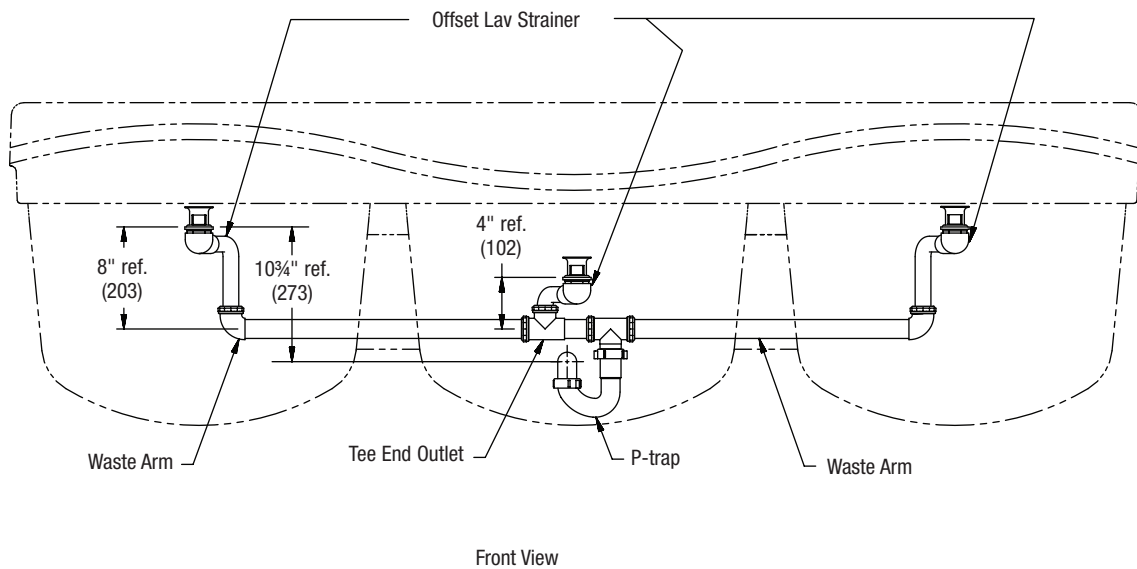 Offset Lav Strainer
8" ref.
(203)
10¾" ref.
(273)
4" ref.
(102)
Waste Arm
Tee End Outlet
P-trap
Waste Arm
Front View